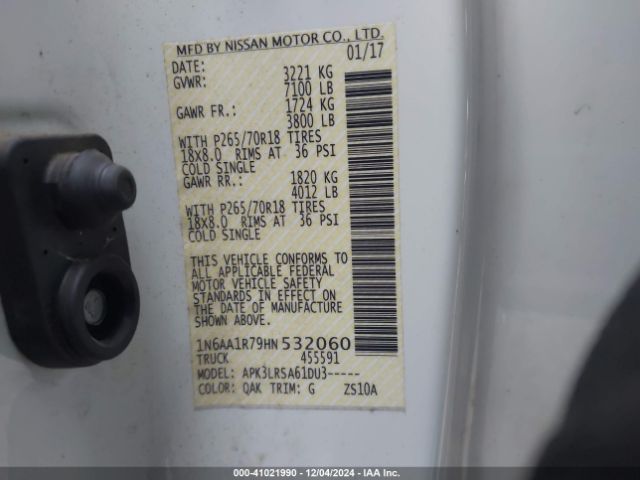 MFD BY NISSAN MOTOR CO., LTD.
DATE: 01/17
GVWR: 3221 KG
7100 LB
GAWR FR.: 1724 KG
3800 LB
WITH P265/70R18 TIRES
18X8.0 RIMS AT 36 PSI
COLD SINGLE
GAWR RR.: 1820 KG
4012 LB
WITH P265/70R18 TIRES
18X8.0 RIMS AT 36 PSI
COLD SINGLE
THIS VEHICLE CONFORMS TO
ALL APPLICABLE FEDERAL
MOTOR VEHICLE SAFETY
STANDARDS IN EFFECT ON
THE DATE OF MANUFACTURE
SHOWN ABOVE.
1N6AA1R79HN532060
TRUCK 455591
MODEL: APK3LRSA61DU3-----
COLOR: QAK TRIM: G ZS10A
000-41021990 - 12/04/2024 - IAA Inc.